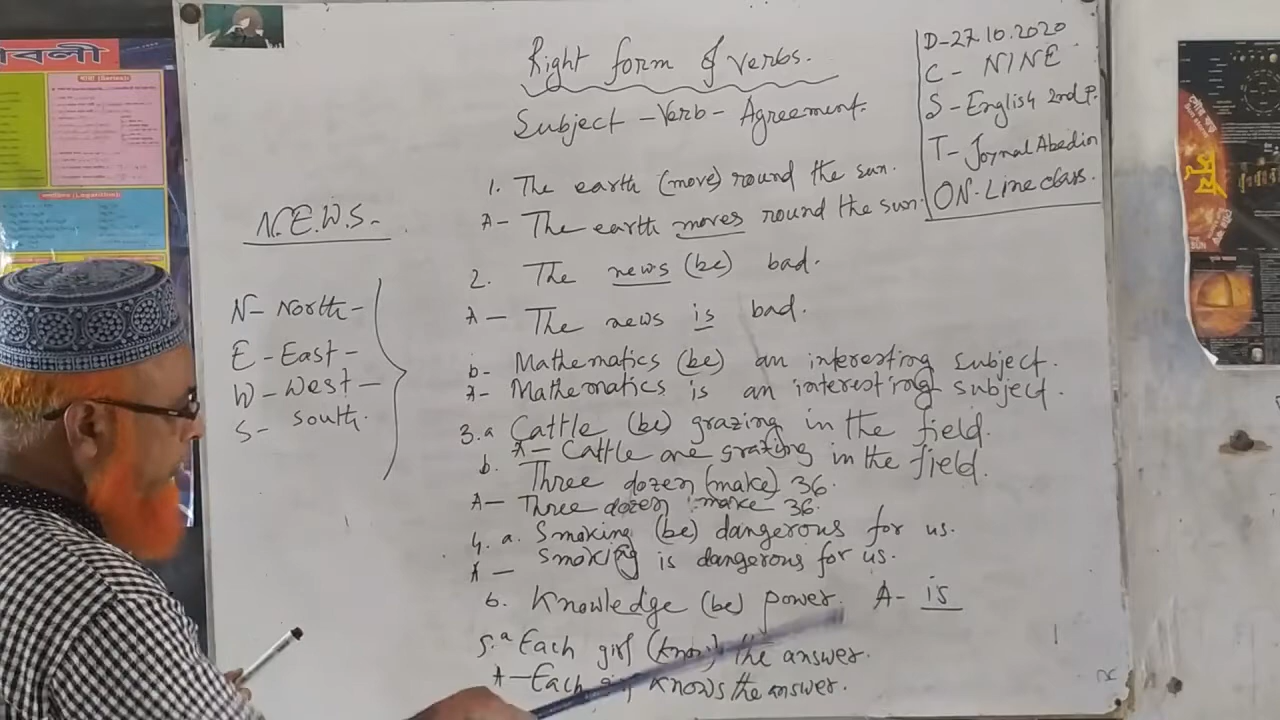 Right form of verbs.
Subject - Verb - Agreement.
D-27.10.2020
C - NINE
S - English 2nd P.
T - Joynal Abedin
ON-Line class.
1. The earth (move) round the sun.
A- The earth moves round the sun.
2. The news (be) bad.
A- The news is bad.
b- Mathematics (be) an interesting subject.
A- Mathematics is an interesting subject.
3.a Cattle (be) grazing in the field.
A- Cattle are grazing in the field.
b. Three dozen (make) 36.
A- Three dozen make 36.
4. a. Smoking (be) dangerous for us.
A- Smoking is dangerous for us.
b. Knowledge (be) power. A- is
5.a Each girl (know) the answer.
A- Each girl knows the answer.
N.E.W.S.
N- North-
E- East-
W- West-
S- South.
বলী
সূর্য
THE SUN